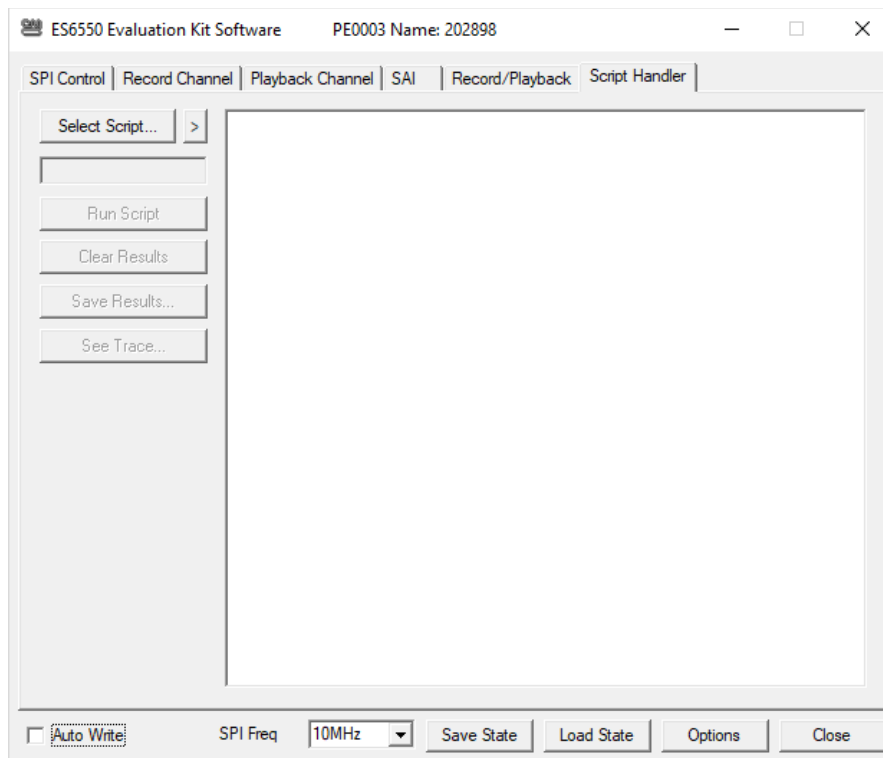 ES6550 Evaluation Kit Software PE0003 Name: 202898
SPI Control Record Channel Playback Channel SAI Record/Playback Script Handler
Select Script... >
Run Script
Clear Results
Save Results...
See Trace...
Auto Write SPI Freq 10MHz Save State Load State Options Close